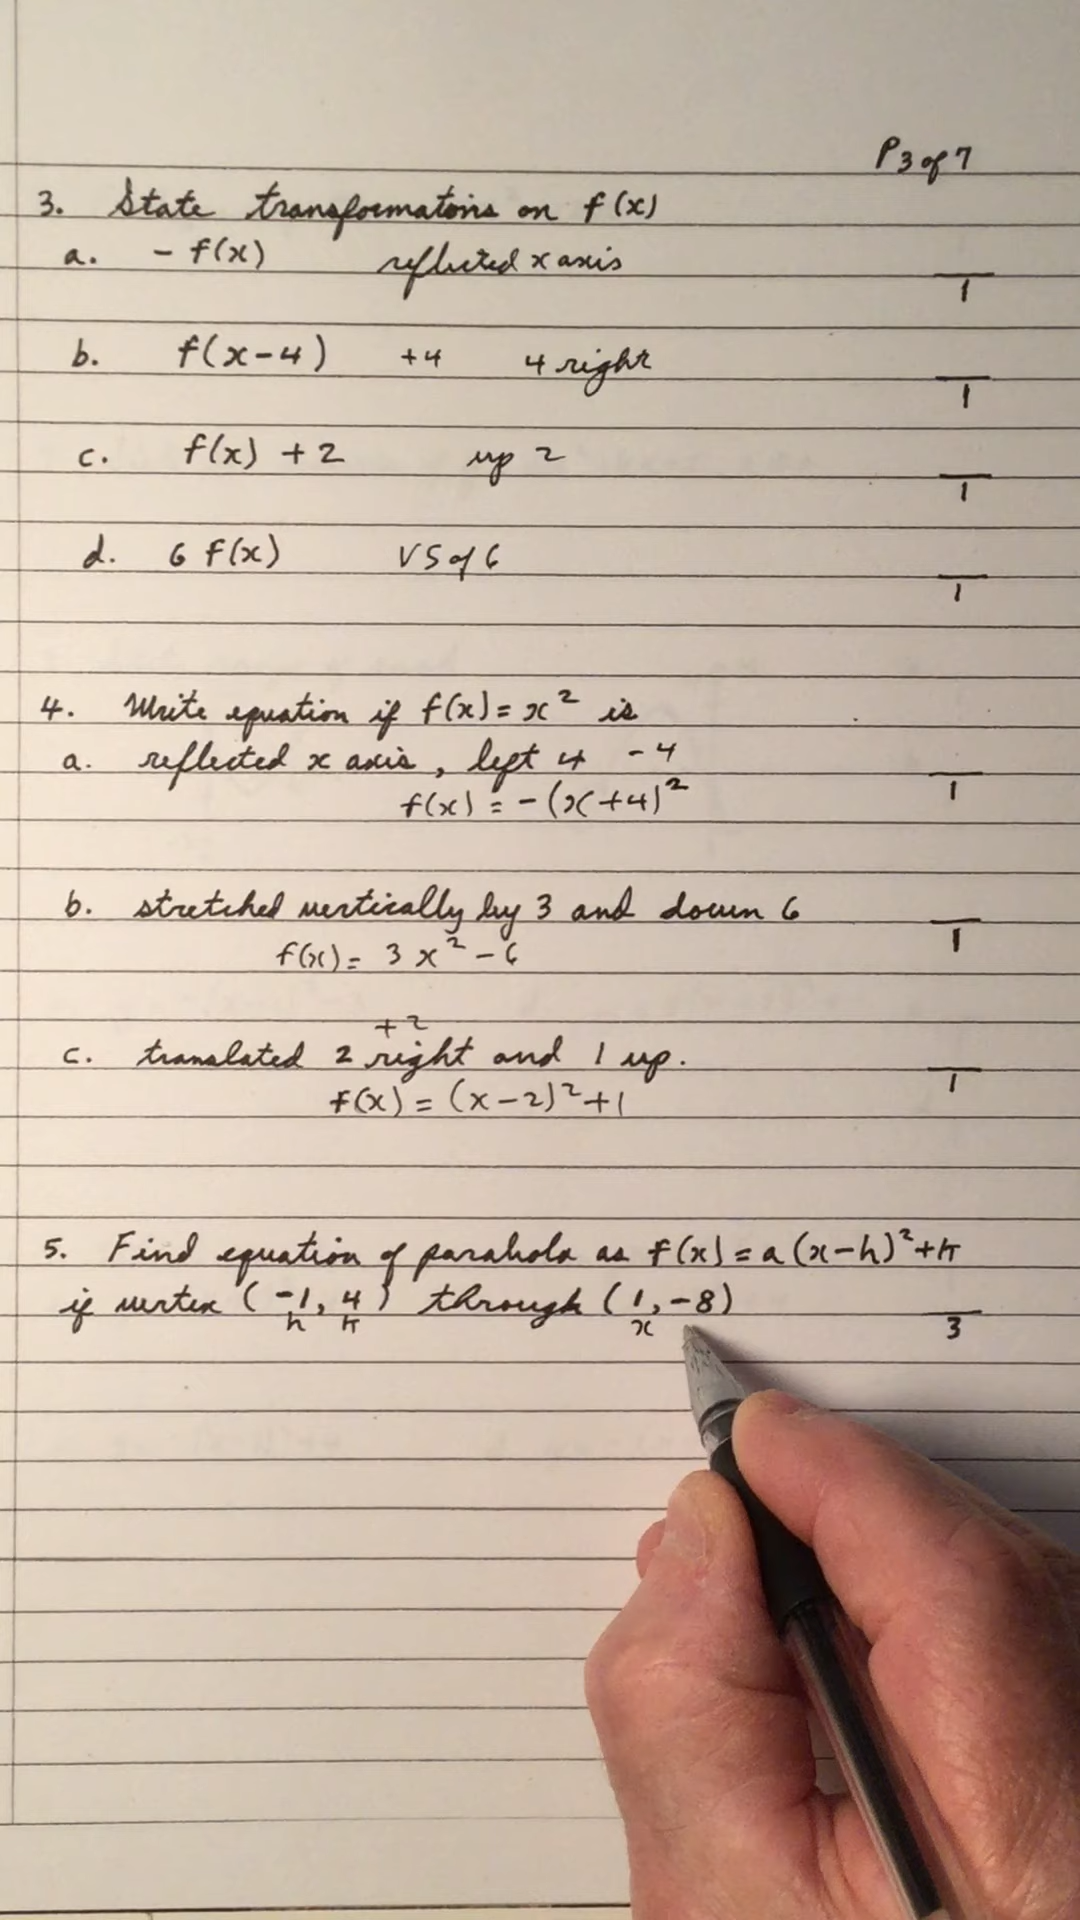 P 3 of 7
3. State transformatoins on f(x)
a. - f(x) reflected x axis
1
b. f(x-4) +4 4 right
1
c. f(x) + 2 up 2
1
d. 6 f(x) VS of 6
1
4. Write equation if f(x) = x² is
a. reflected x axis, left 4 -4
1
f(x) = -(x+4)²
b. stretched vertically by 3 and down 6
1
f(x) = 3x² - 6
+2
c. translated 2 right and 1 up.
1
f(x) = (x-2)²+1
5. Find equation of parabola as f(x) = a(x-h)²+k
if vertex (-1, 4) through (1, -8)
h k x 3